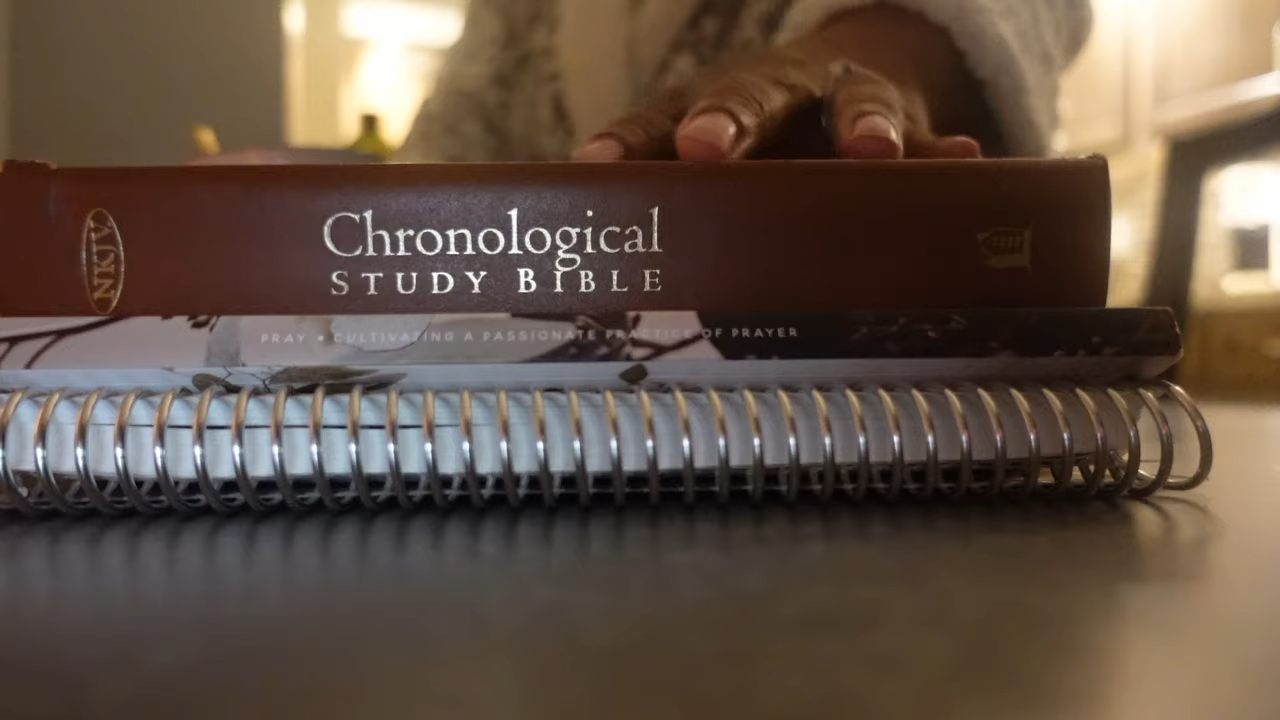 NKJV
Chronological
STUDY BIBLE
PRAY • CULTIVATING A PASSIONATE PRACTICE OF PRAYER